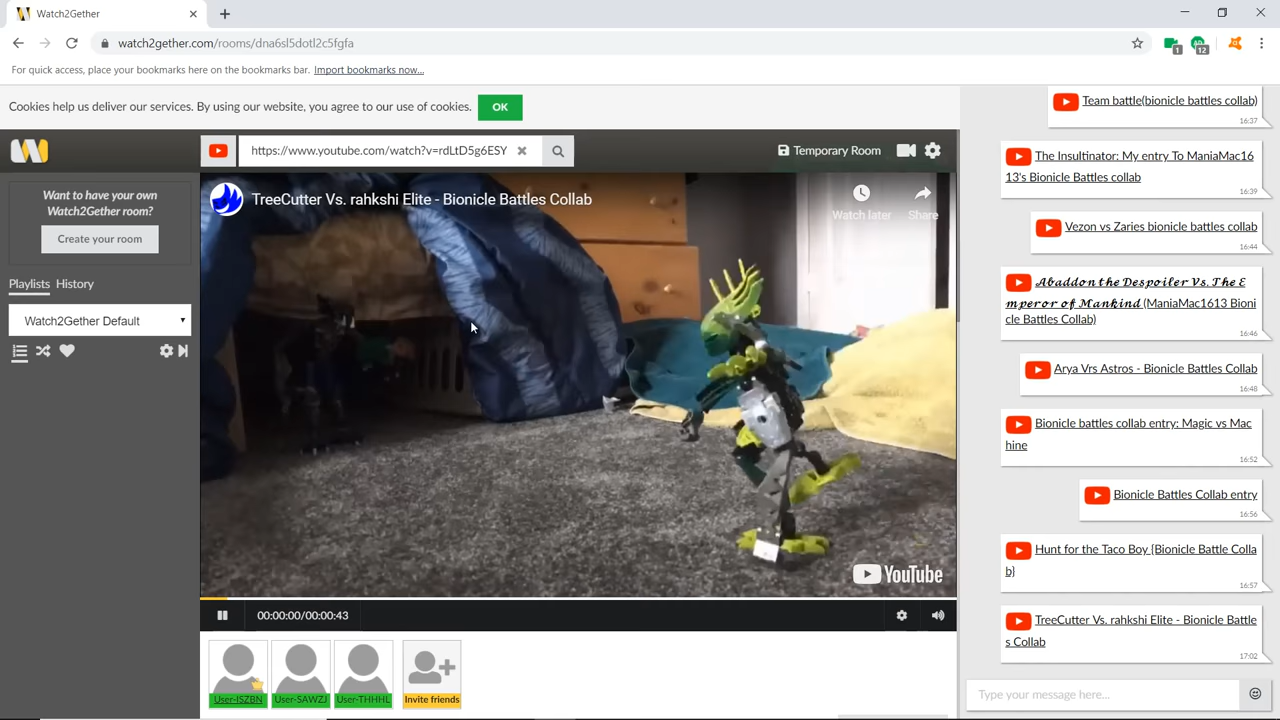 Watch2Gether
watch2gether.com/rooms/dna6sl5dotl2c5fgfa
1
12
For quick access, place your bookmarks here on the bookmarks bar. Import bookmarks now...
Cookies help us deliver our services. By using our website, you agree to our use of cookies.
OK
https://www.youtube.com/watch?v=rdLtD5g6ESY
Temporary Room
Want to have your own
Watch2Gether room?
Create your room
Playlists
History
Watch2Gether Default
TreeCutter Vs. rahkshi Elite - Bionicle Battles Collab
Watch later
Share
YouTube
00:00:00/00:00:43
User-ISZBN
User-SAWZJ
User-THHHL
Invite friends
Team battle(bionicle battles collab)
16:37
The Insultinator: My entry To ManiaMac16
13's Bionicle Battles collab
16:39
Vezon vs Zaries bionicle battles collab
16:44
𝓐𝓫𝓪𝓭𝓭𝓸𝓷 𝓽𝓱𝓮 𝓓𝓮𝓼𝓹𝓸𝓲𝓵𝓮𝓻 𝓥𝓼. 𝓣𝓱𝓮 𝓔
𝓶𝓹𝓮𝓻𝓸𝓻 𝓸𝓯 𝓜𝓪𝓷𝓴𝓲𝓷𝓭 (ManiaMac1613 Bioni
cle Battles Collab)
16:46
Arya Vrs Astros - Bionicle Battles Collab
16:48
Bionicle battles collab entry: Magic vs Mac
hine
16:52
Bionicle Battles Collab entry
16:56
Hunt for the Taco Boy {Bionicle Battle Colla
b}
16:57
TreeCutter Vs. rahkshi Elite - Bionicle Battle
s Collab
17:02
Type your message here...